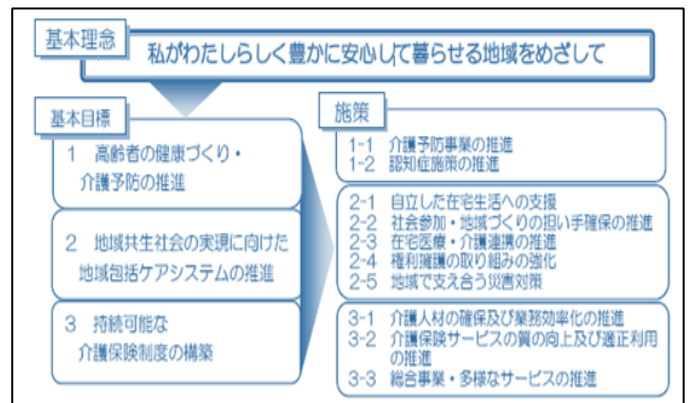 基本理念
私がわたしらしく豊かに安心して暮らせる地域をめざして
基本目標
1 高齢者の健康づくり・
介護予防の推進
2 地域共生社会の実現に向けた
地域包括ケアシステムの推進
3 持続可能な
介護保険制度の構築
施策
1-1 介護予防事業の推進
1-2 認知症施策の推進
2-1 自立した在宅生活への支援
2-2 社会参加・地域づくりの担い手確保の推進
2-3 在宅医療・介護連携の推進
2-4 権利擁護の取り組みの強化
2-5 地域で支え合う災害対策
3-1 介護人材の確保及び業務効率化の推進
3-2 介護保険サービスの質の向上及び適正利用
の推進
3-3 総合事業・多様なサービスの推進